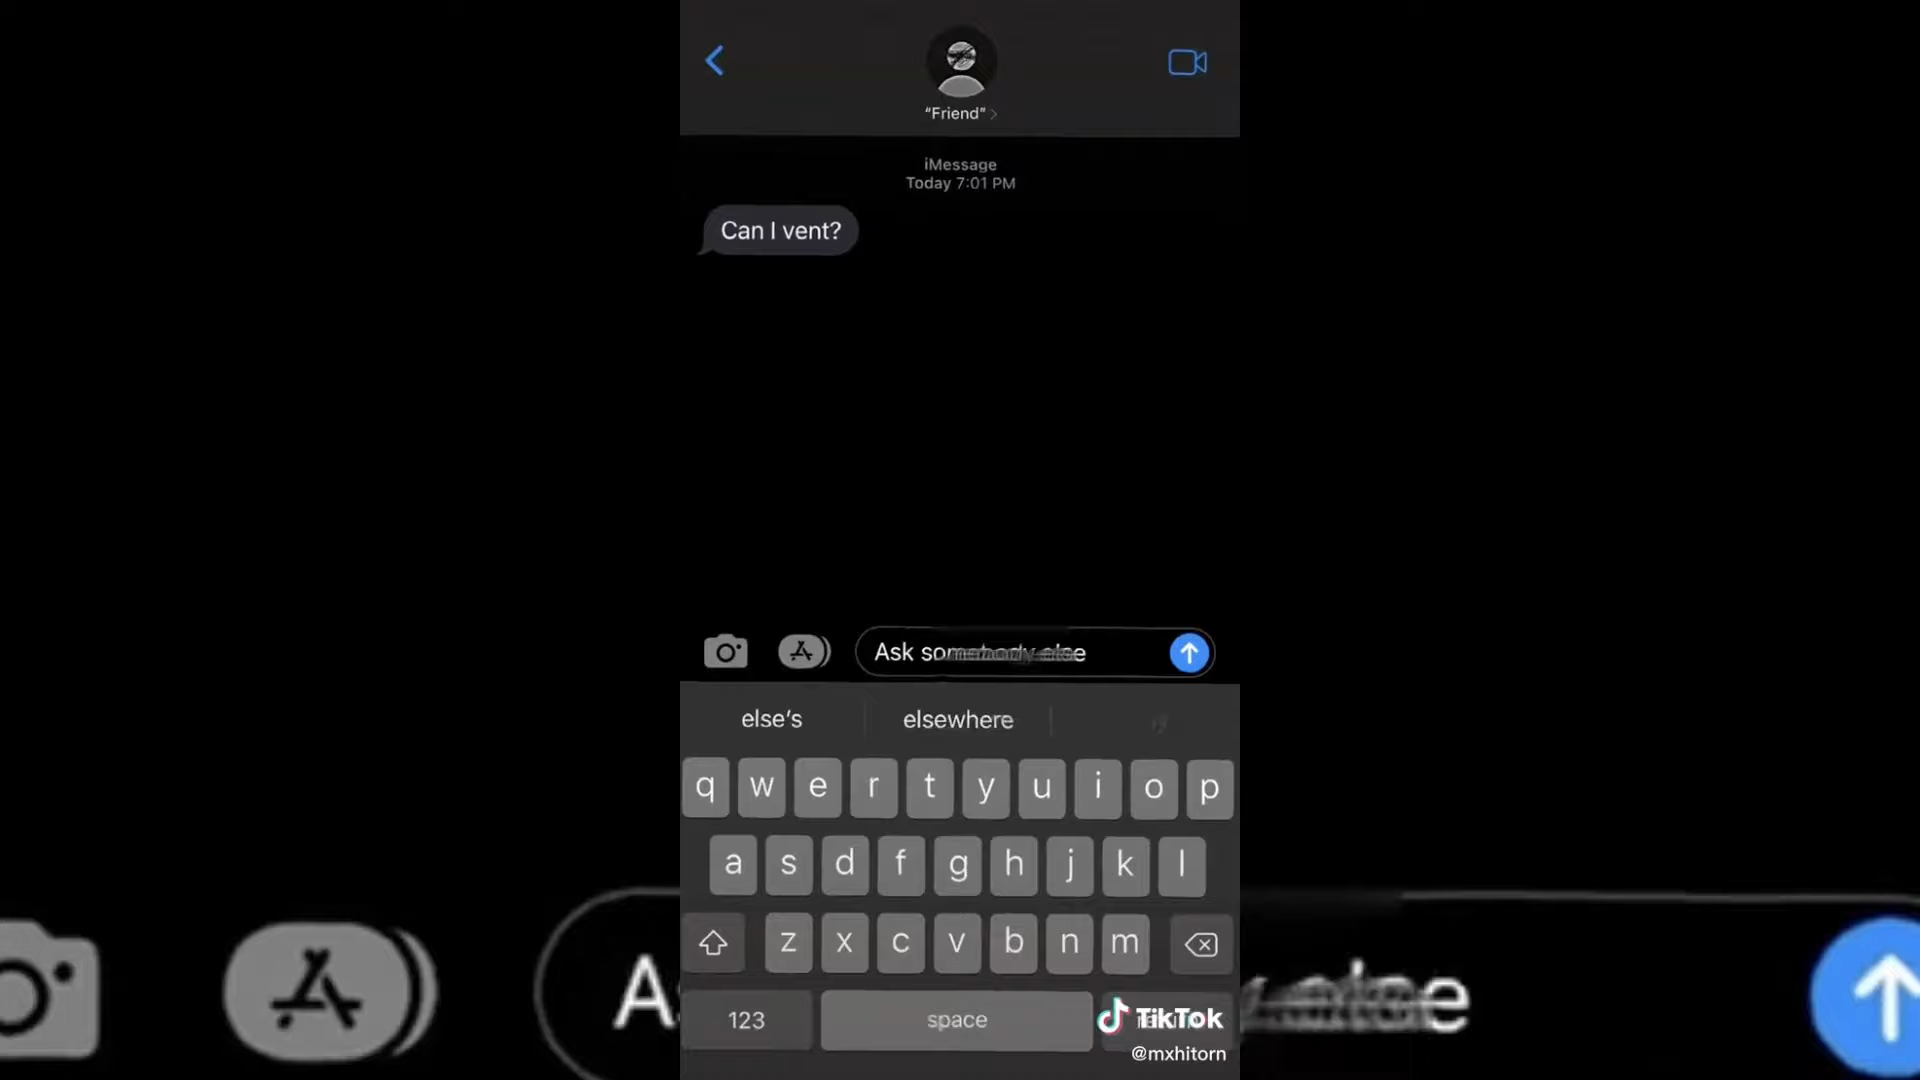 “Friend”
iMessage
Today 7:01 PM
Can I vent?
Ask somebody else
else's
elsewhere
q w e r t y u i o p
a s d f g h j k l
z x c v b n m
123
space
TikTok
@mxhitorn